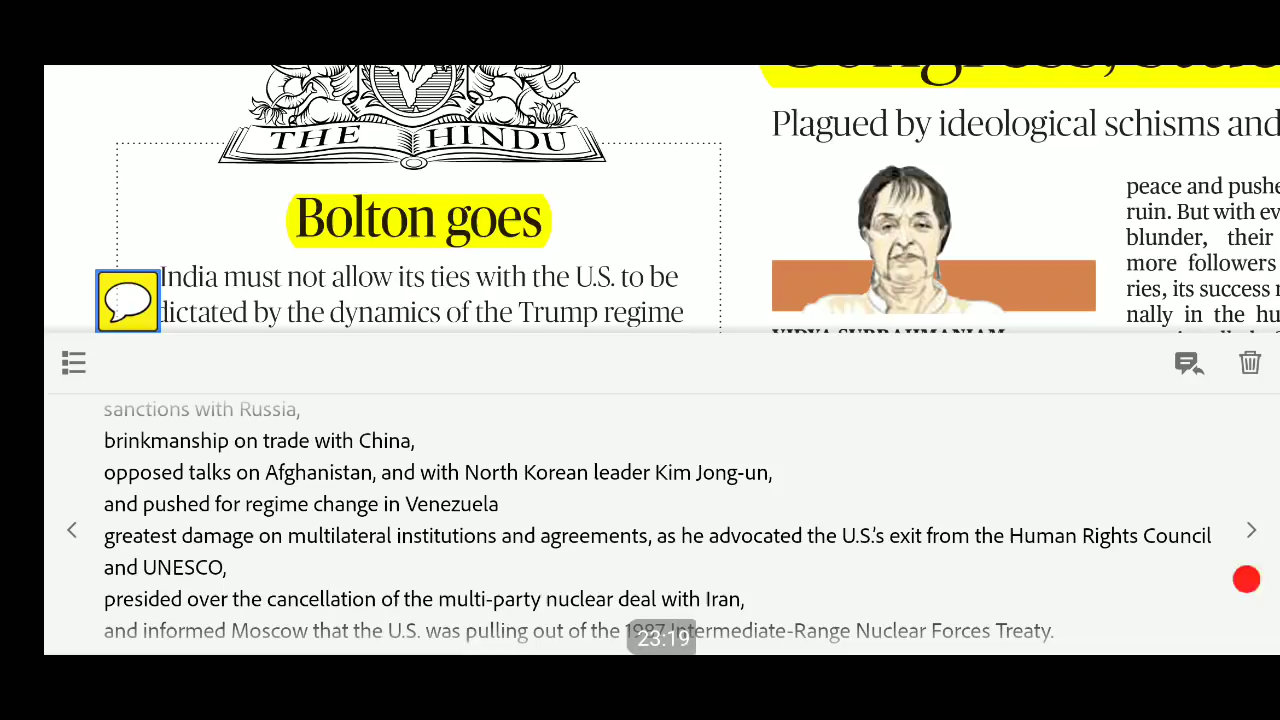 Plagued by ideological schisms and
THE HINDU
Bolton goes
India must not allow its ties with the U.S. to be
dictated by the dynamics of the Trump regime
peace and pushe
ruin. But with ev
blunder, their
more followers
ries, its success
nally in the hu
VIDYA SUBRAHMANIAM
sanctions with Russia,
brinkmanship on trade with China,
opposed talks on Afghanistan, and with North Korean leader Kim Jong-un,
and pushed for regime change in Venezuela
greatest damage on multilateral institutions and agreements, as he advocated the U.S.'s exit from the Human Rights Council
and UNESCO,
presided over the cancellation of the multi-party nuclear deal with Iran,
and informed Moscow that the U.S. was pulling out of the 1987 Intermediate-Range Nuclear Forces Treaty.
23:19